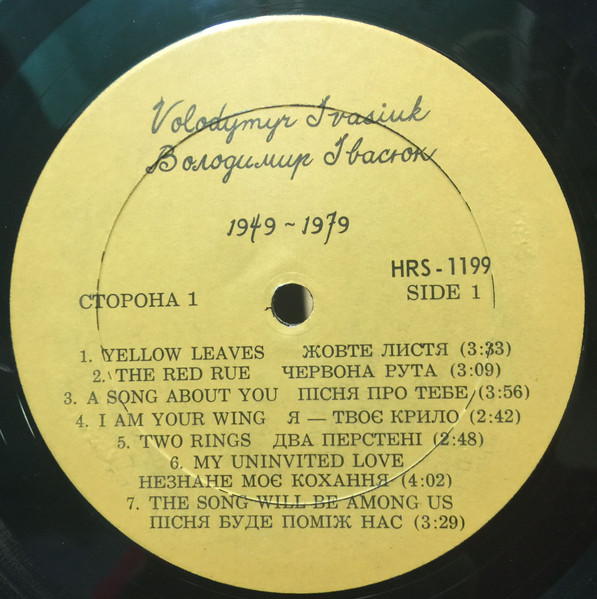 Volodymyr Ivasiuk
Володимир Івасюк
1949 ~ 1979
HRS - 1199
СТОРОНА 1 SIDE 1
1. YELLOW LEAVES ЖОВТЕ ЛИСТЯ (3:33)
2. THE RED RUE ЧЕРВОНА РУТА (3:09)
3. A SONG ABOUT YOU ПІСНЯ ПРО ТЕБЕ (3:56)
4. I AM YOUR WING Я — ТВОЄ КРИЛО (2:42)
5. TWO RINGS ДВА ПЕРСТЕНІ (2:48)
6. MY UNINVITED LOVE
НЕЗНАНЕ МОЄ КОХАННЯ (4:02)
7. THE SONG WILL BE AMONG US
ПІСНЯ БУДЕ ПОМІЖ НАС (3:29)